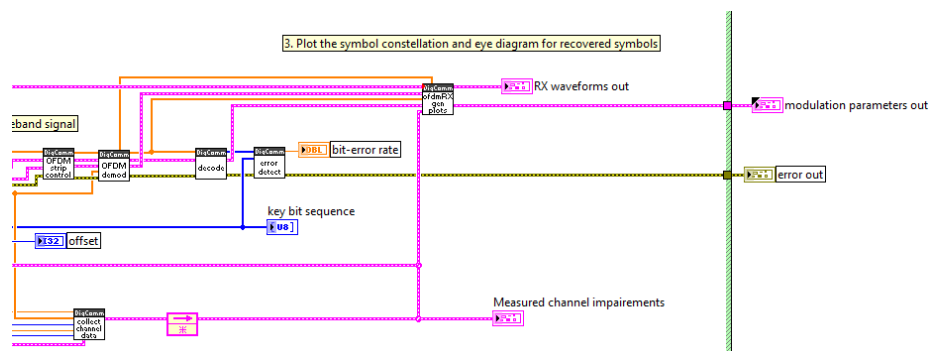 3. Plot the symbol constellation and eye diagram for recovered symbols
DigComm
ofdmRX
gen
plots
RX waveforms out
modulation parameters out
eband signal
DigComm
OFDM
strip
control
DigComm
OFDM
demod
DigComm
decode
DigComm
error
detect
DBL
bit-error rate
error out
key bit sequence
U8
I32
offset
DigComm
collect
channel
data
Measured channel impairements